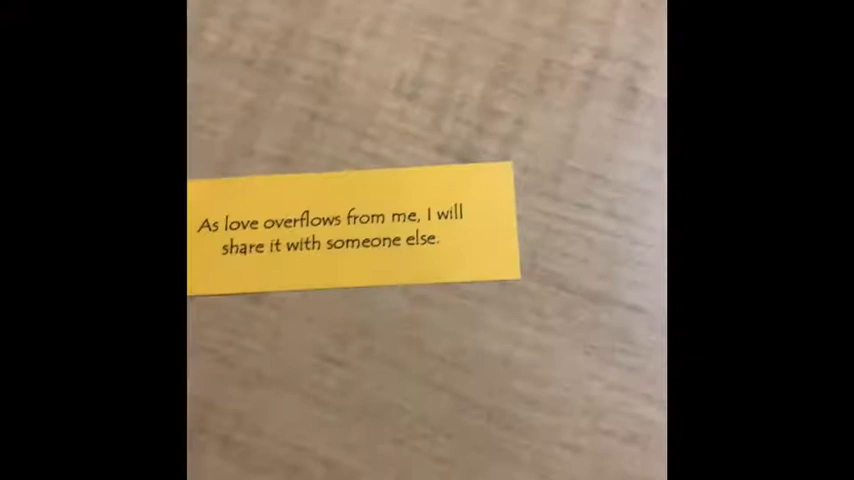 As love overflows from me, I will
share it with someone else.